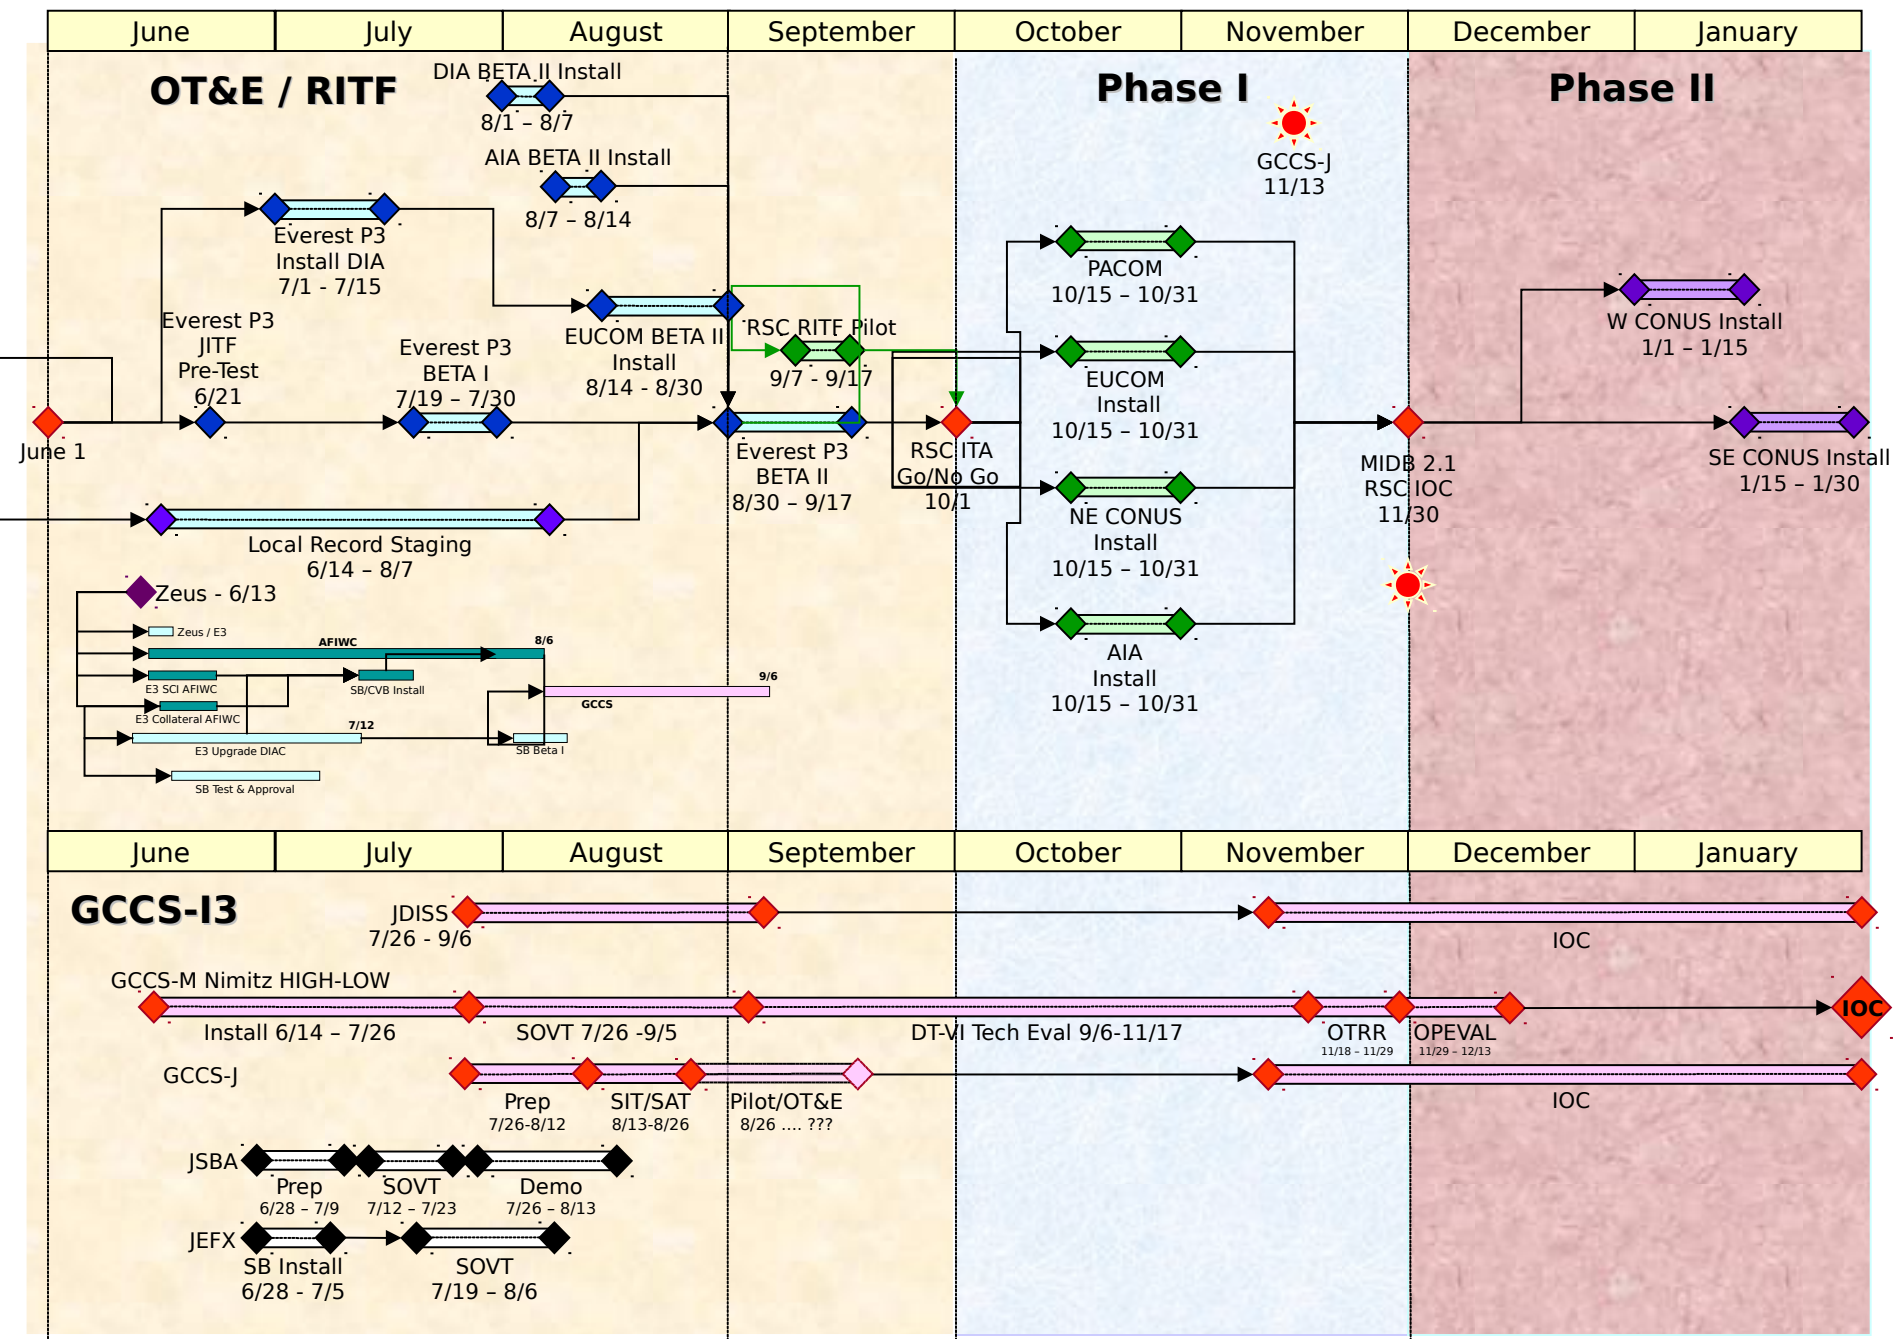 June
July
August
September
October
November
December
January
OT&E / RITF
Phase I
Phase II
DIA BETA II Install
8/1 – 8/7
AIA BETA II Install
8/7 – 8/14
GCCS-J
11/13
Everest P3
Install DIA
7/1 - 7/15
Everest P3
JITF
Pre-Test
6/21
Everest P3
BETA I
7/19 – 7/30
EUCOM BETA II
Install
8/14 - 8/30
RSC RITF Pilot
9/7 - 9/17
PACOM
10/15 – 10/31
EUCOM
Install
10/15 – 10/31
W CONUS Install
1/1 – 1/15
June 1
Everest P3
BETA II
8/30 – 9/17
RSC ITA
Go/No Go
10/1
MIDB 2.1
RSC IOC
11/30
SE CONUS Install
1/15 – 1/30
NE CONUS
Install
10/15 – 10/31
Local Record Staging
6/14 – 8/7
AIA
Install
10/15 – 10/31
Zeus - 6/13
Zeus / E3
AFIWC
8/6
E3 SCI AFIWC
SB/CVB Install
9/6
GCCS
E3 Collateral AFIWC
7/12
E3 Upgrade DIAC
SB Beta I
SB Test & Approval
June
July
August
September
October
November
December
January
GCCS-I3
JDISS
7/26 - 9/6
IOC
GCCS-M Nimitz HIGH-LOW
Install 6/14 – 7/26
SOVT 7/26 -9/5
DT-VI Tech Eval 9/6-11/17
OTRR
11/18 – 11/29
OPEVAL
11/29 – 12/13
IOC
GCCS-J
Prep
7/26-8/12
SIT/SAT
8/13-8/26
Pilot/OT&E
8/26 .... ???
IOC
JSBA
Prep
6/28 – 7/9
SOVT
7/12 – 7/23
Demo
7/26 – 8/13
JEFX
SB Install
6/28 - 7/5
SOVT
7/19 – 8/6